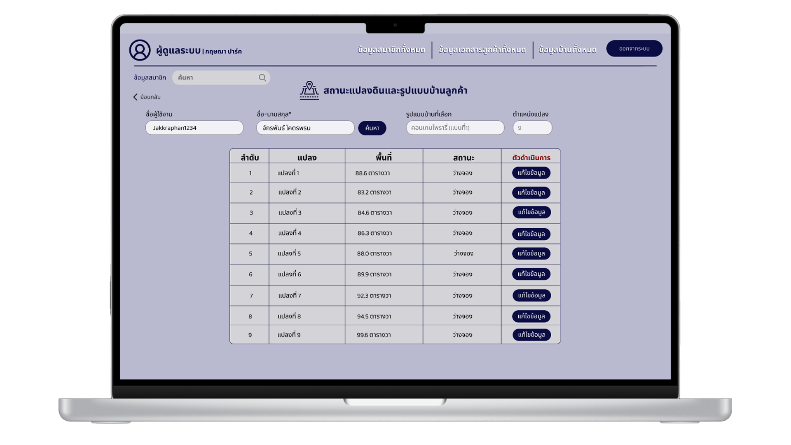 ผู้ดูแลระบบ | กฤษณา ปาร์ค
ข้อมูลสมาชิกทั้งหมด ข้อมูลเอกสารลูกค้าทั้งหมด ข้อมูลบ้านทั้งหมด ออกจากระบบ
ข้อมูลสมาชิก ค้นหา
ย้อนกลับ
สถานะแปลงดินและรูปแบบบ้านลูกค้า
ชื่อผู้ใช้งาน ชื่อ-นามสกุล* รูปแบบบ้านที่เลือก ตำแหน่งแปลง
Jakkraphan1234 จักรพันธ์ โคตรพรม ค้นหา คอนเทมโพรารี่ แบบที่1 9
ลำดับ แปลง พื้นที่ สถานะ ตัวดำเนินการ
1 แปลงที่ 1 88.6 ตารางวา ว่างจอง แก้ไขข้อมูล
2 แปลงที่ 2 83.2 ตารางวา ว่างจอง แก้ไขข้อมูล
3 แปลงที่ 3 84.6 ตารางวา ว่างจอง แก้ไขข้อมูล
4 แปลงที่ 4 86.3 ตารางวา ว่างจอง แก้ไขข้อมูล
5 แปลงที่ 5 88.0 ตารางวา ว่างจอง แก้ไขข้อมูล
6 แปลงที่ 6 89.9 ตารางวา ว่างจอง แก้ไขข้อมูล
7 แปลงที่ 7 92.3 ตารางวา ว่างจอง แก้ไขข้อมูล
8 แปลงที่ 8 94.5 ตารางวา ว่างจอง แก้ไขข้อมูล
9 แปลงที่ 9 99.6 ตารางวา ว่างจอง แก้ไขข้อมูล